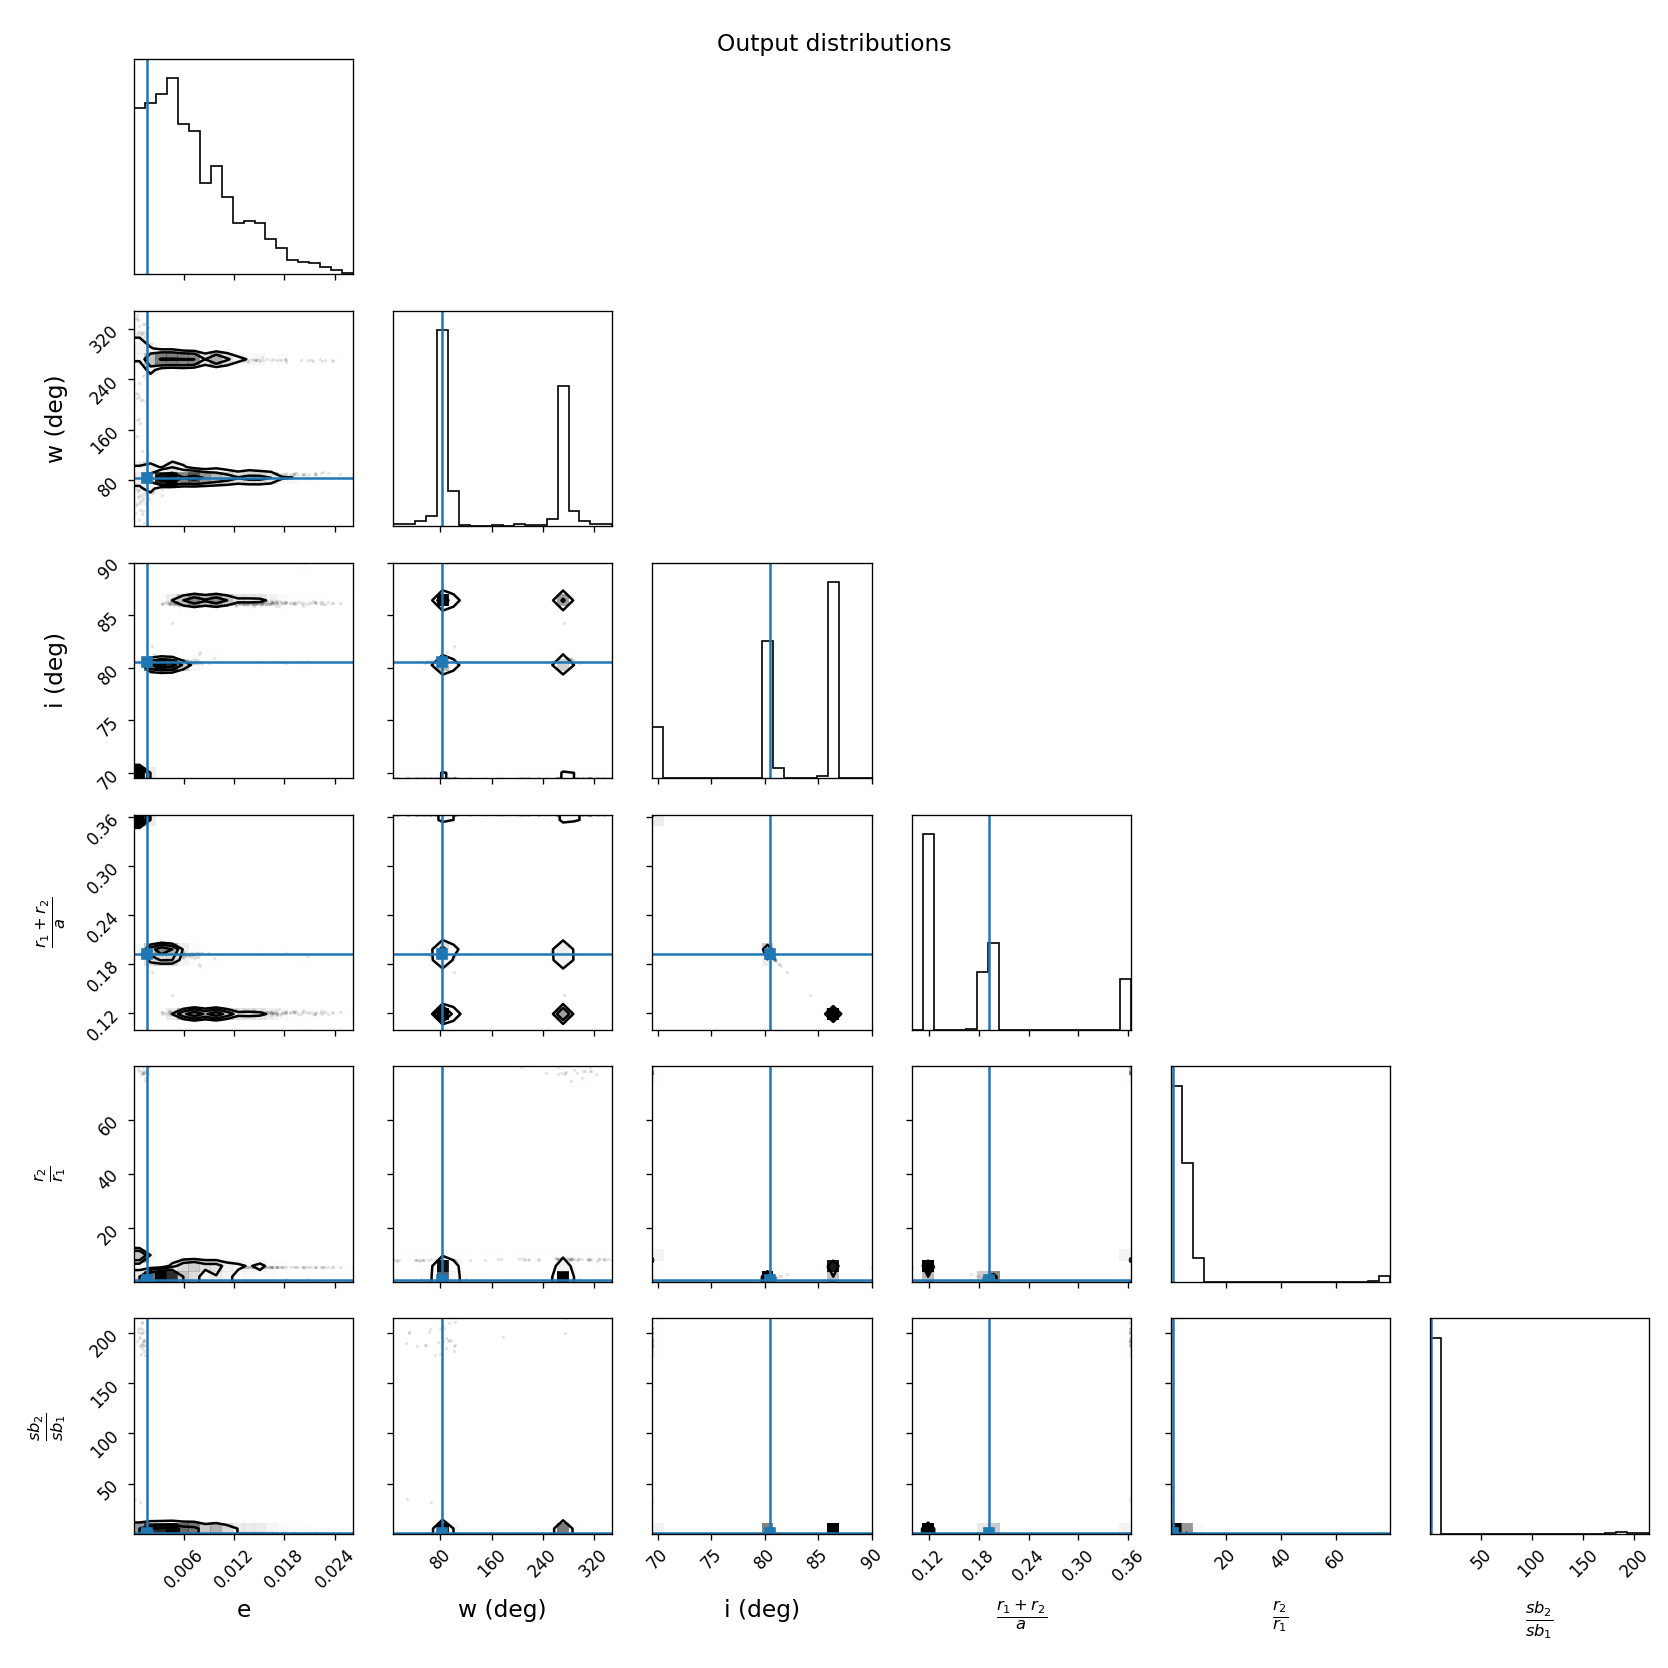 Output distributions
320
240
160
80
w (deg)
90
85
80
75
70
i (deg)
0.36
0.30
0.24
0.18
0.12
r₁ + r₂
a
60
40
20
r₂
r₁
200
150
100
50
sb₂
sb₁
0.006 0.012 0.018 0.024 80 160 240 320 70 75 80 85 90 0.12 0.18 0.24 0.30 0.36 20 40 60 50 100 150 200
e w (deg) i (deg)
r₁ + r₂ r₂ sb₂
a r₁ sb₁